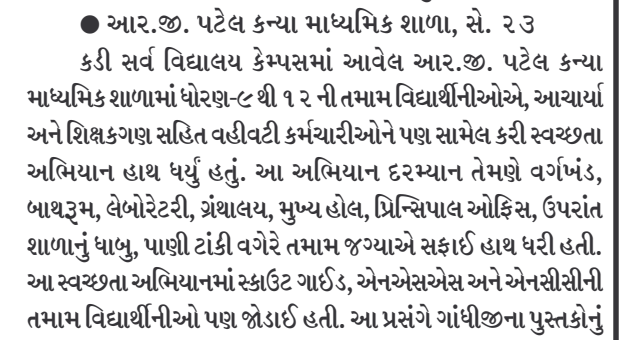 ● આર.જી. પટેલ કન્યા માધ્યમિક શાળા, સે. ૨૩
કડી સર્વ વિદ્યાલય કેમ્પસમાં આવેલ આર.જી. પટેલ કન્યા
માધ્યમિક શાળામાં ધોરણ-૯ થી ૧૨ ની તમામ વિદ્યાર્થીનીઓએ, આચાર્યા
અને શિક્ષકગણ સહિત વહીવટી કર્મચારીઓને પણ સામેલ કરી સ્વચ્છતા
અભિયાન હાથ ધર્યું હતું. આ અભિયાન દરમ્યાન તેમણે વર્ગખંડ,
બાથરૂમ, લેબોરેટરી, ગ્રંથાલય, મુખ્ય હોલ, પ્રિન્સિપાલ ઓફિસ, ઉપરાંત
શાળાનું ધાબુ, પાણી ટાંકી વગેરે તમામ જગ્યાએ સફાઈ હાથ ધરી હતી.
આ સ્વચ્છતા અભિયાનમાં સ્કાઉટ ગાઈડ, એનએસએસ અને એનસીસીની
તમામ વિદ્યાર્થીનીઓ પણ જોડાઈ હતી. આ પ્રસંગે ગાંધીજીના પુસ્તકોનું